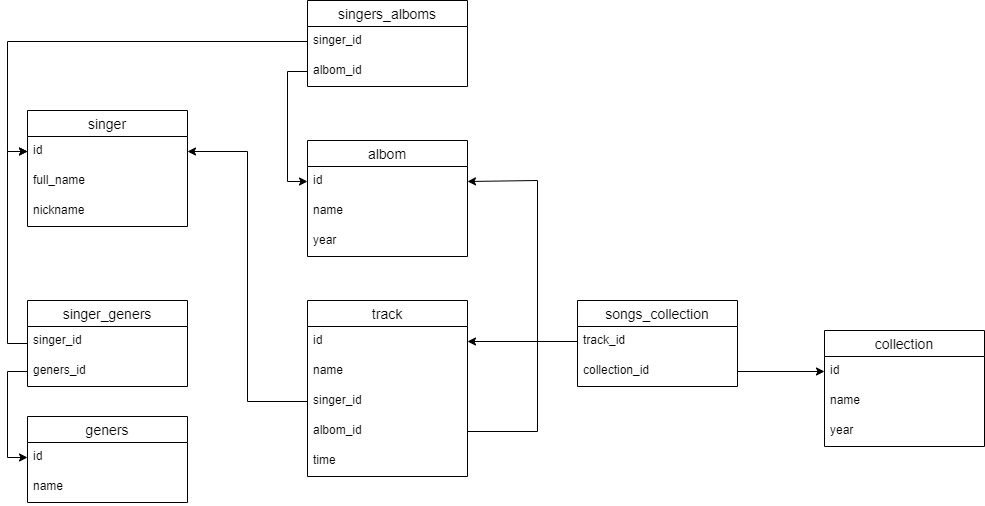 singers_alboms
singer_id
albom_id
singer
id
full_name
nickname
albom
id
name
year
singer_geners
singer_id
geners_id
track
id
name
singer_id
albom_id
time
songs_collection
track_id
collection_id
collection
id
name
year
geners
id
name